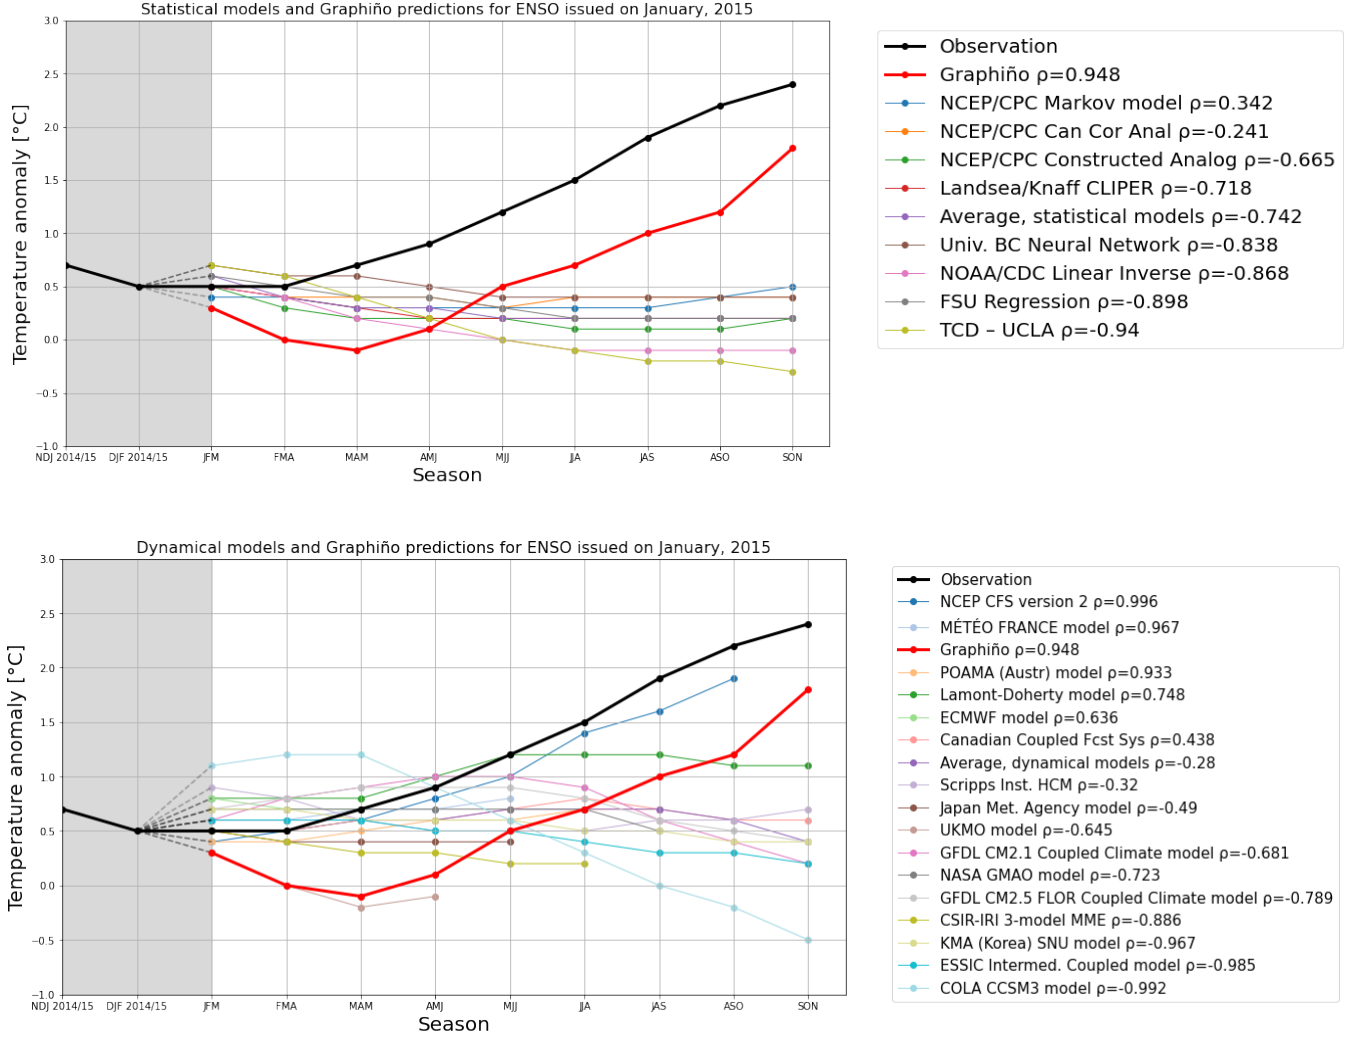 Statistical models and Graphiño predictions for ENSO issued on January, 2015
3.0
2.5
2.0
1.5
1.0
0.5
0.0
−0.5
−1.0
Temperature anomaly [°C]
NDJ 2014/15 DJF 2014/15 JFM FMA MAM AMJ MJJ JJA JAS ASO SON
Season
Observation
Graphiño ρ=0.948
NCEP/CPC Markov model ρ=0.342
NCEP/CPC Can Cor Anal ρ=-0.241
NCEP/CPC Constructed Analog ρ=-0.665
Landsea/Knaff CLIPER ρ=-0.718
Average, statistical models ρ=-0.742
Univ. BC Neural Network ρ=-0.838
NOAA/CDC Linear Inverse ρ=-0.868
FSU Regression ρ=-0.898
TCD – UCLA ρ=-0.94
Dynamical models and Graphiño predictions for ENSO issued on January, 2015
3.0
2.5
2.0
1.5
1.0
0.5
0.0
−0.5
−1.0
Temperature anomaly [°C]
NDJ 2014/15 DJF 2014/15 JFM FMA MAM AMJ MJJ JJA JAS ASO SON
Season
Observation
NCEP CFS version 2 ρ=0.996
MÉTÉO FRANCE model ρ=0.967
Graphiño ρ=0.948
POAMA (Austr) model ρ=0.933
Lamont-Doherty model ρ=0.748
ECMWF model ρ=0.636
Canadian Coupled Fcst Sys ρ=0.438
Average, dynamical models ρ=-0.28
Scripps Inst. HCM ρ=-0.32
Japan Met. Agency model ρ=-0.49
UKMO model ρ=-0.645
GFDL CM2.1 Coupled Climate model ρ=-0.681
NASA GMAO model ρ=-0.723
GFDL CM2.5 FLOR Coupled Climate model ρ=-0.789
CSIR-IRI 3-model MME ρ=-0.886
KMA (Korea) SNU model ρ=-0.967
ESSIC Intermed. Coupled model ρ=-0.985
COLA CCSM3 model ρ=-0.992